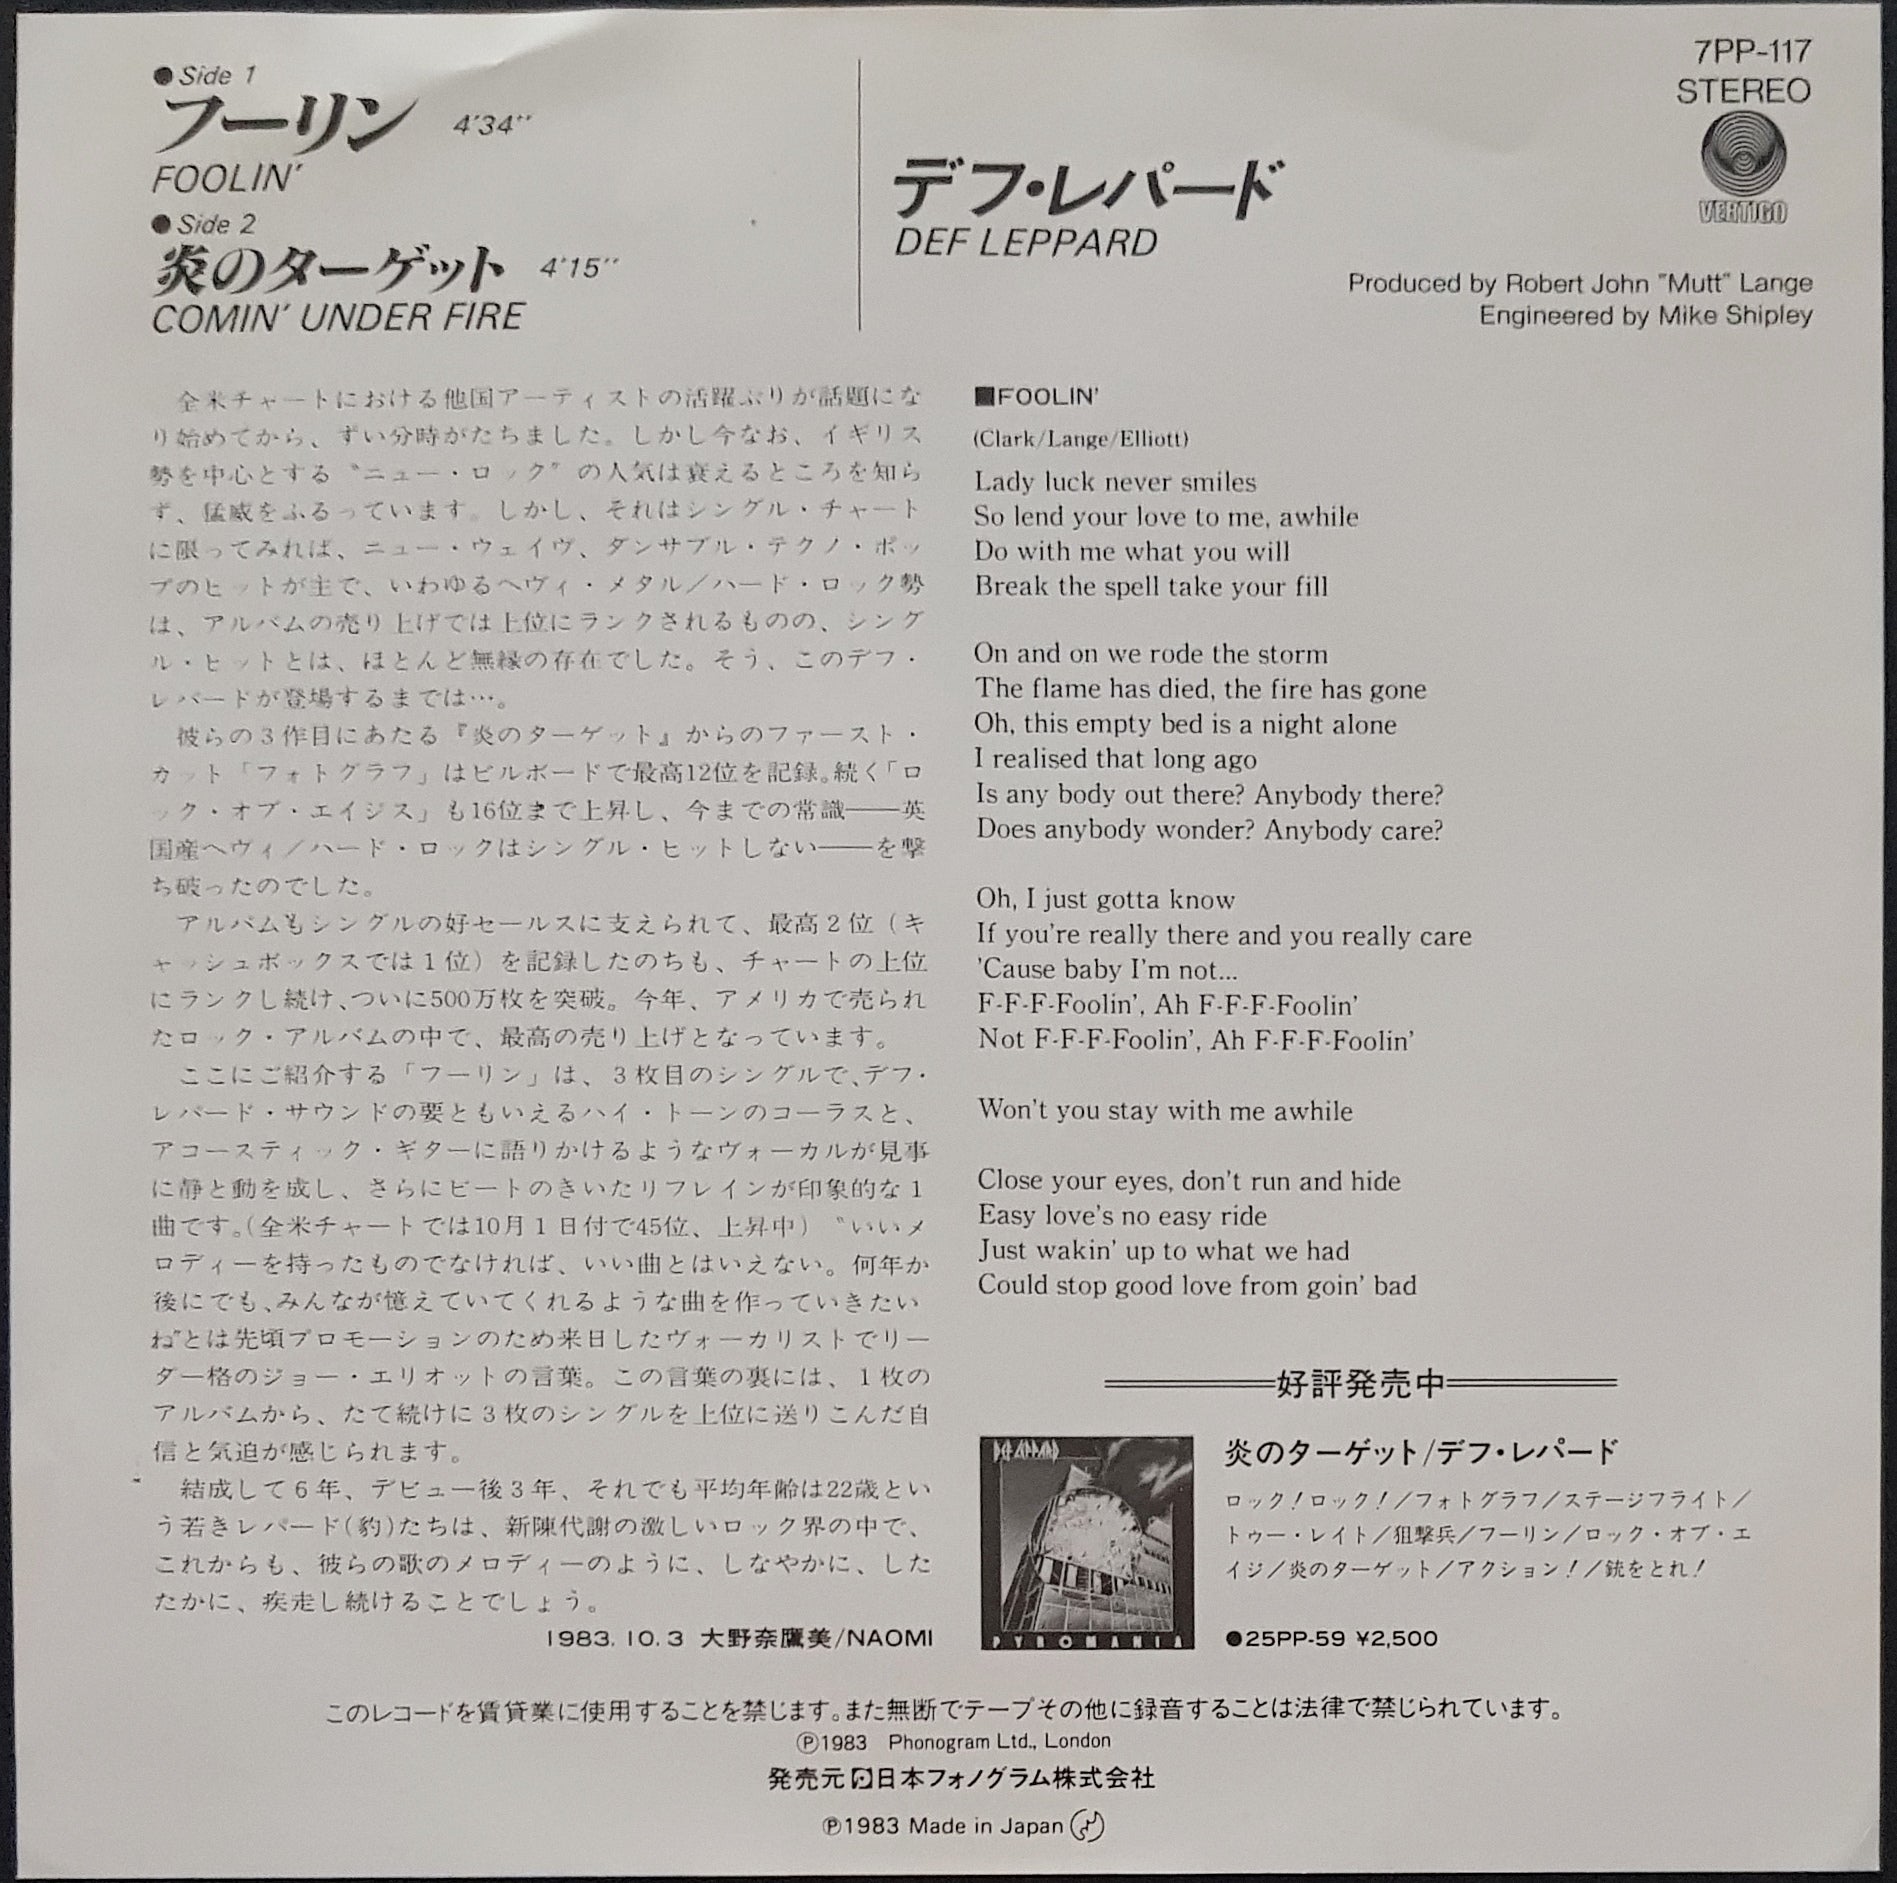 ●Side 1
フーリン 4'34''
FOOLIN'
●Side 2
炎のターゲット 4'15''
COMIN' UNDER FIRE
デフ・レパード
DEF LEPPARD
7PP-117
STEREO
VERTIGO
Produced by Robert John "Mutt" Lange
Engineered by Mike Shipley
全米チャートにおける他国アーティストの活躍ぶりが話題にな
り始めてから、ずい分時がたちました。しかし今なお、イギリス
勢を中心とする〝ニュー・ロック〟の人気は衰えるところを知ら
ず、猛威をふるっています。しかし、それはシングル・チャート
に限ってみれば、ニュー・ウェイヴ、ダンサブル・テクノ・ポッ
プのヒットが主で、いわゆるヘヴィ・メタル／ハード・ロック勢
は、アルバムの売り上げでは上位にランクされるものの、シング
ル・ヒットとは、ほとんど無縁の存在でした。そう、このデフ・
レパードが登場するまでは…。
彼らの3作目にあたる『炎のターゲット』からのファースト・
カット「フォトグラフ」はビルボードで最高12位を記録。続く「ロ
ック・オブ・エイジス」も16位まで上昇し、今までの常識――英
国産ヘヴィ／ハード・ロックはシングル・ヒットしない――を撃
ち破ったのでした。
アルバムもシングルの好セールスに支えられて、最高2位（キ
ャッシュボックスでは1位）を記録したのちも、チャートの上位
にランクし続け、ついに500万枚を突破。今年、アメリカで売られ
たロック・アルバムの中で、最高の売り上げとなっています。
ここにご紹介する「フーリン」は、3枚目のシングルで、デフ・
レパード・サウンドの要ともいえるハイ・トーンのコーラスと、
アコースティック・ギターに語りかけるようなヴォーカルが見事
に静と動を成し、さらにビートのきいたリフレインが印象的な1
曲です。(全米チャートでは10月1日付で45位、上昇中）〝いいメ
ロディーを持ったものでなければ、いい曲とはいえない。何年か
後にでも、みんなが憶えていてくれるような曲を作っていきたい
ね〟とは先頃プロモーションのため来日したヴォーカリストでリー
ダー格のジョー・エリオットの言葉。この言葉の裏には、1枚の
アルバムから、たて続けに3枚のシングルを上位に送りこんだ自
信と気迫が感じられます。
結成して6年、デビュー後3年、それでも平均年齢は22歳とい
う若きレパード(豹)たちは、新陳代謝の激しいロック界の中で、
これからも、彼らの歌のメロディーのように、しなやかに、した
たかに、疾走し続けることでしょう。
1983.10.3 大野奈鷹美/NAOMI
■FOOLIN'
(Clark/Lange/Elliott)
Lady luck never smiles
So lend your love to me, awhile
Do with me what you will
Break the spell take your fill
On and on we rode the storm
The flame has died, the fire has gone
Oh, this empty bed is a night alone
I realised that long ago
Is any body out there? Anybody there?
Does anybody wonder? Anybody care?
Oh, I just gotta know
If you're really there and you really care
'Cause baby I'm not...
F-F-F-Foolin', Ah F-F-F-Foolin'
Not F-F-F-Foolin', Ah F-F-F-Foolin'
Won't you stay with me awhile
Close your eyes, don't run and hide
Easy love's no easy ride
Just wakin' up to what we had
Could stop good love from goin' bad
好評発売中
DEF LEPPARD
PYROMANIA
炎のターゲット/デフ・レパード
ロック！ロック！／フォトグラフ／ステージフライト／
トゥー・レイト／狙撃兵／フーリン／ロック・オブ・エ
イジ／炎のターゲット／アクション！／銃をとれ！
●25PP-59 ¥2,500
このレコードを賃貸業に使用することを禁じます。また無断でテープその他に録音することは法律で禁じられています。
Ⓟ1983 Phonogram Ltd., London
発売元 日本フォノグラム株式会社
Ⓟ1983 Made in Japan